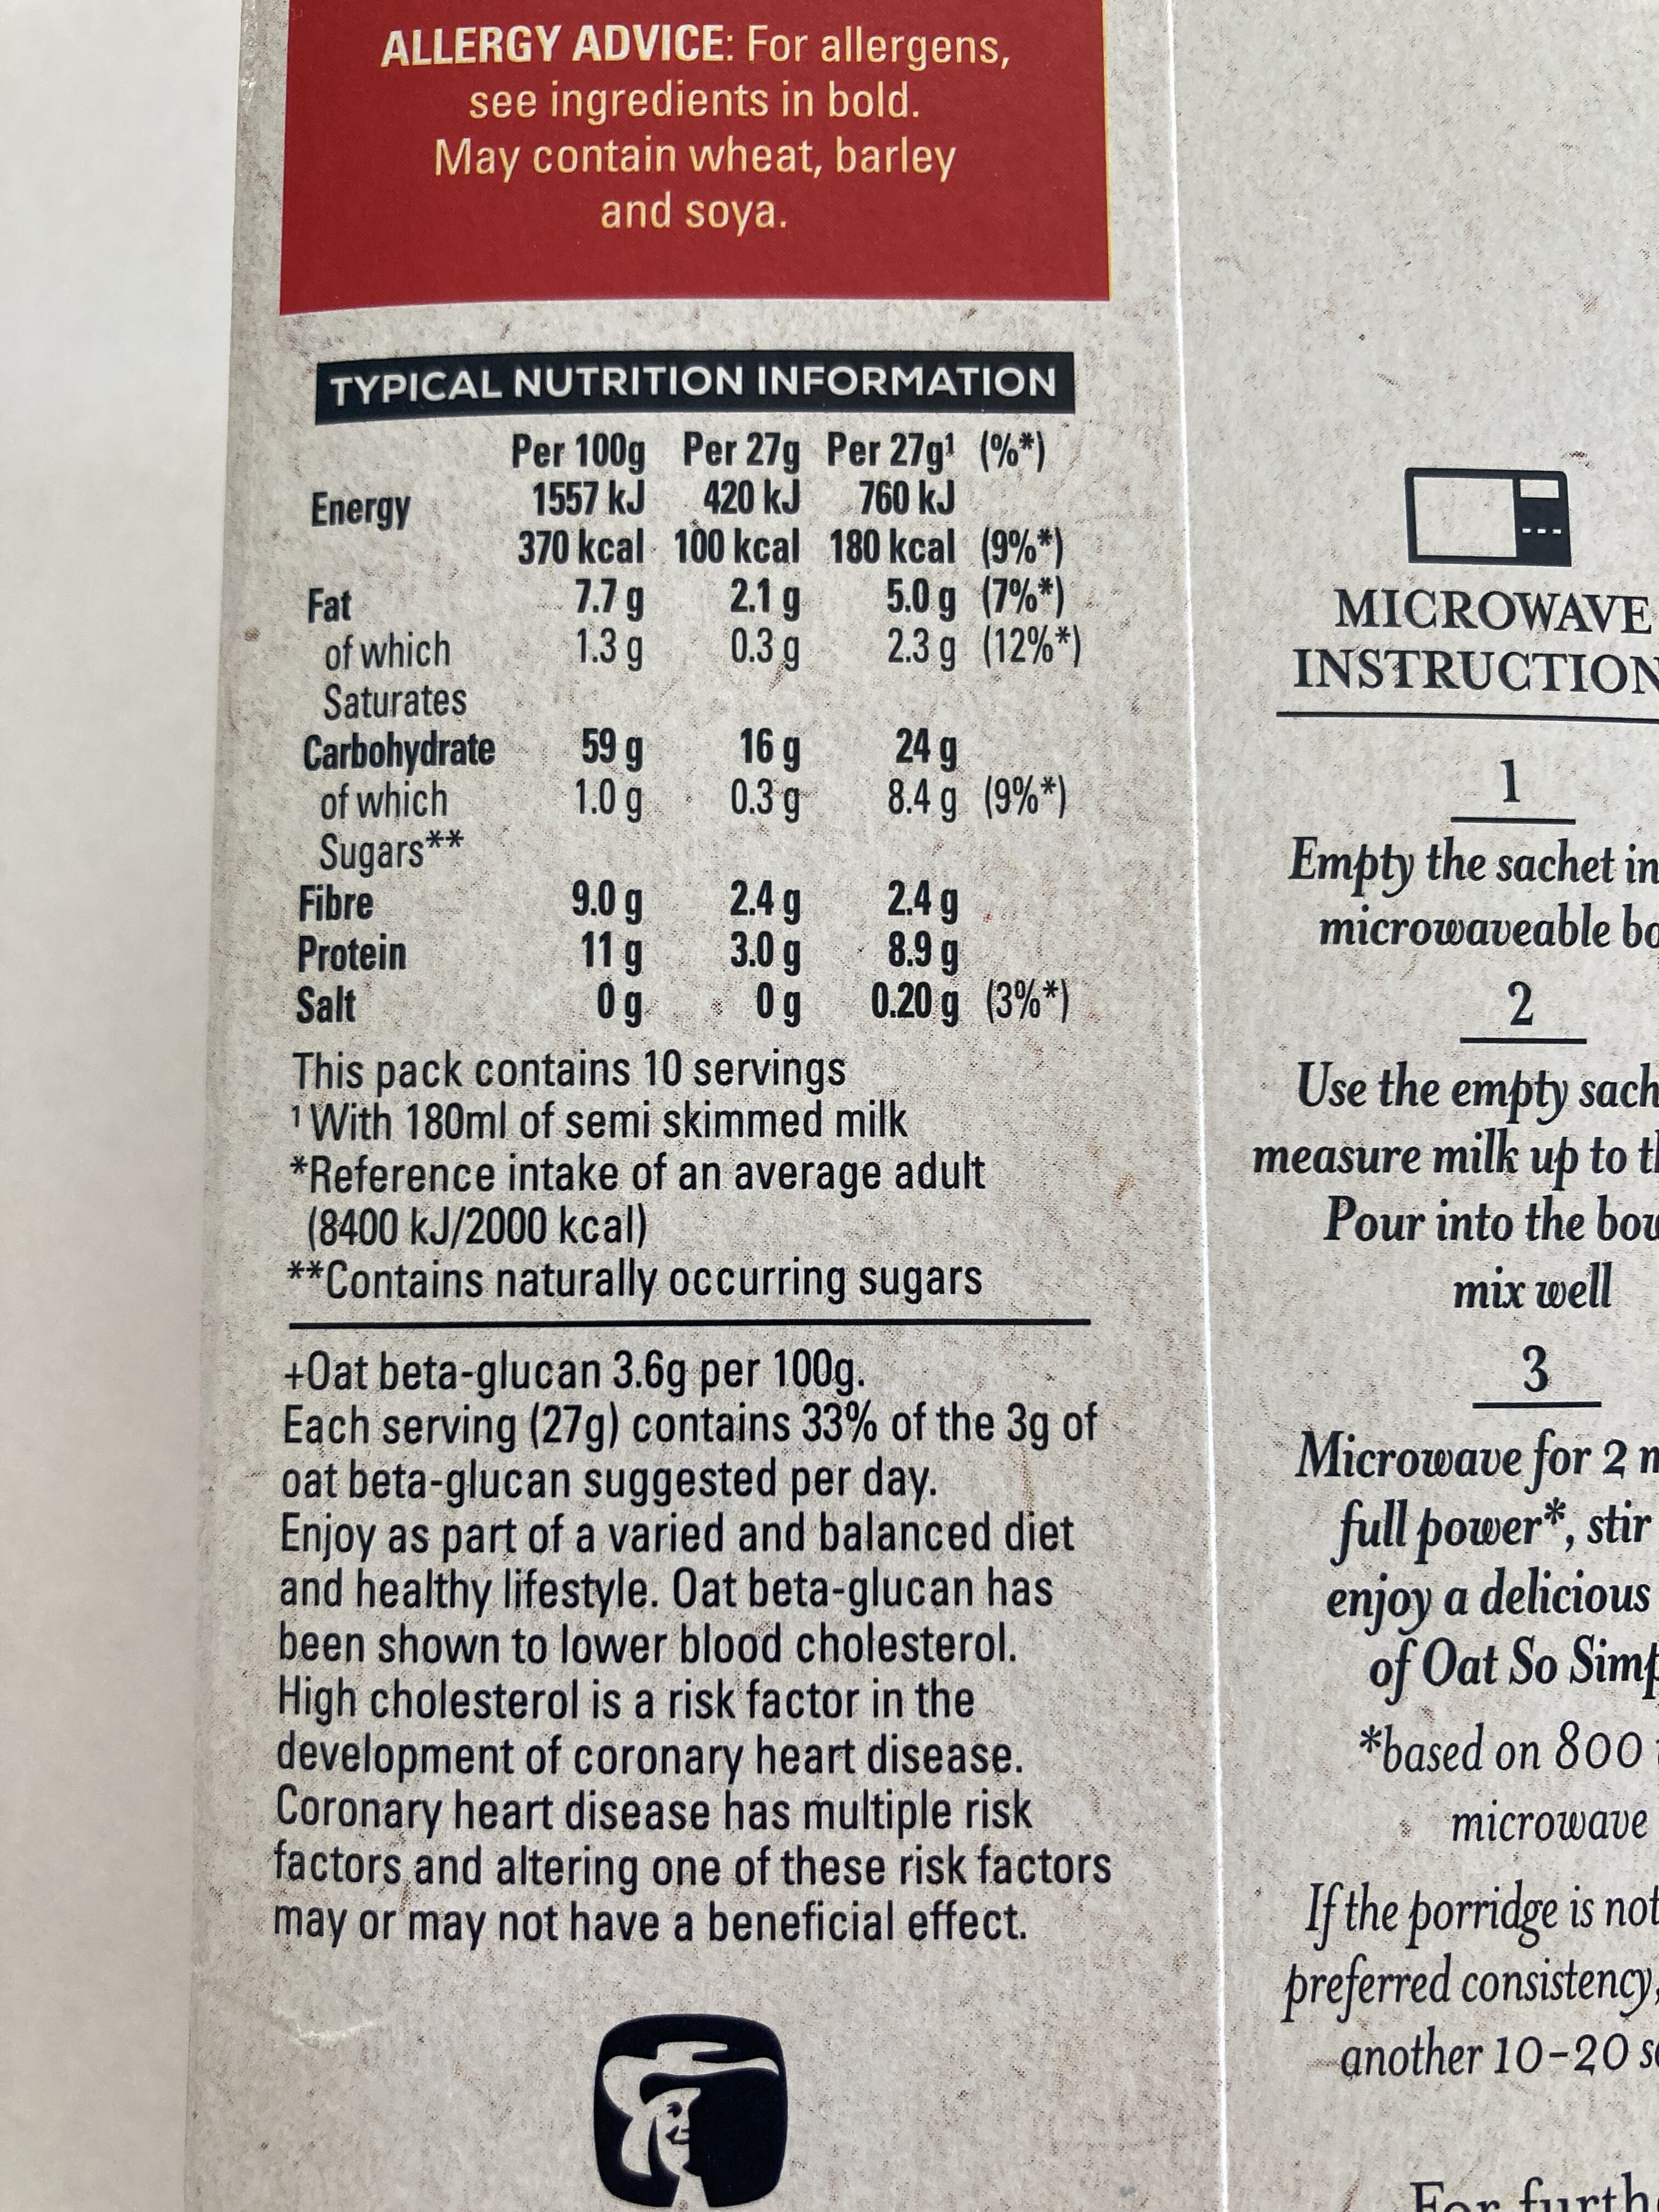 ALLERGY ADVICE: For allergens,
see ingredients in bold.
May contain wheat, barley
and soya.
TYPICAL NUTRITION INFORMATION
Per 100g Per 27g Per 27g¹ (%*)
Energy 1557 kJ 420 kJ 760 kJ
370 kcal 100 kcal 180 kcal (9%*)
Fat 7.7 g 2.1 g 5.0 g (7%*)
of which 1.3 g 0.3 g 2.3 g (12%*)
Saturates
Carbohydrate 59 g 16 g 24 g
of which 1.0 g 0.3 g 8.4 g (9%*)
Sugars**
Fibre 9.0 g 2.4 g 2.4 g
Protein 11 g 3.0 g 8.9 g
Salt 0 g 0 g 0.20 g (3%*)
This pack contains 10 servings
¹ With 180ml of semi skimmed milk
*Reference intake of an average adult
(8400 kJ/2000 kcal)
**Contains naturally occurring sugars
+Oat beta-glucan 3.6g per 100g.
Each serving (27g) contains 33% of the 3g of
oat beta-glucan suggested per day.
Enjoy as part of a varied and balanced diet
and healthy lifestyle. Oat beta-glucan has
been shown to lower blood cholesterol.
High cholesterol is a risk factor in the
development of coronary heart disease.
Coronary heart disease has multiple risk
factors and altering one of these risk factors
may or may not have a beneficial effect.
MICROWAVE
INSTRUCTION
1
Empty the sachet in
microwaveable
2
Use the empty
measure milk up to
Pour into the
mix well
3
Microwave for 2
full power*, stir
enjoy a delicious
of Oat So
*based on 800
microwave
If the porridge is not
preferred consistency,
another 10-20
For